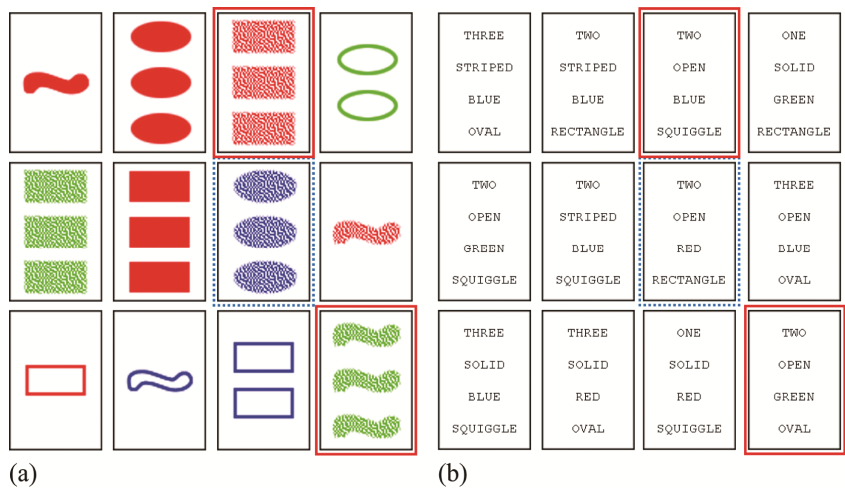 THREE
STRIPED
BLUE
OVAL
TWO
STRIPED
BLUE
RECTANGLE
TWO
OPEN
BLUE
SQUIGGLE
ONE
SOLID
GREEN
RECTANGLE
TWO
OPEN
GREEN
SQUIGGLE
TWO
STRIPED
BLUE
SQUIGGLE
TWO
OPEN
RED
RECTANGLE
THREE
OPEN
BLUE
OVAL
THREE
SOLID
BLUE
SQUIGGLE
THREE
SOLID
RED
OVAL
ONE
SOLID
RED
SQUIGGLE
TWO
OPEN
GREEN
OVAL
(a)
(b)